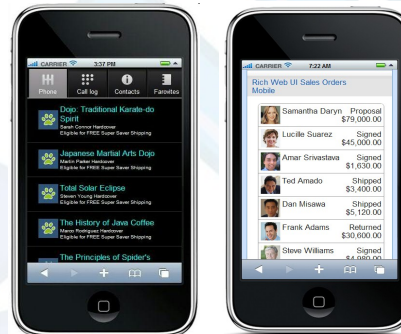 CARRIER 3:37 PM
Phone Call log Contacts Favorites
Dojo: Traditional Karate-do
Spirit
Sarah Connor Hardcover
Eligible for FREE Super Saver Shipping
Japanese Martial Arts Dojo
Martin Parker Hardcover
Eligible for FREE Super Saver Shipping
Total Solar Eclipse
Steven Young Hardcover
Eligible for FREE Super Saver Shipping
The History of Java Coffee
Marco Rodriguez Hardcover
Eligible for FREE Super Saver Shipping
The Principles of Spider's
CARRIER 7:22 AM
Rich Web UI Sales Orders
Mobile
Samantha Daryn Proposal
$79,000.00
Lucille Suarez Signed
$45,000.00
Amar Srivastava Signed
$1,630.00
Ted Amado Shipped
$3,400.00
Dan Misawa Shipped
$5,120.00
Frank Adams Returned
$30,600.00
Steve Williams Signed
$4,980.00